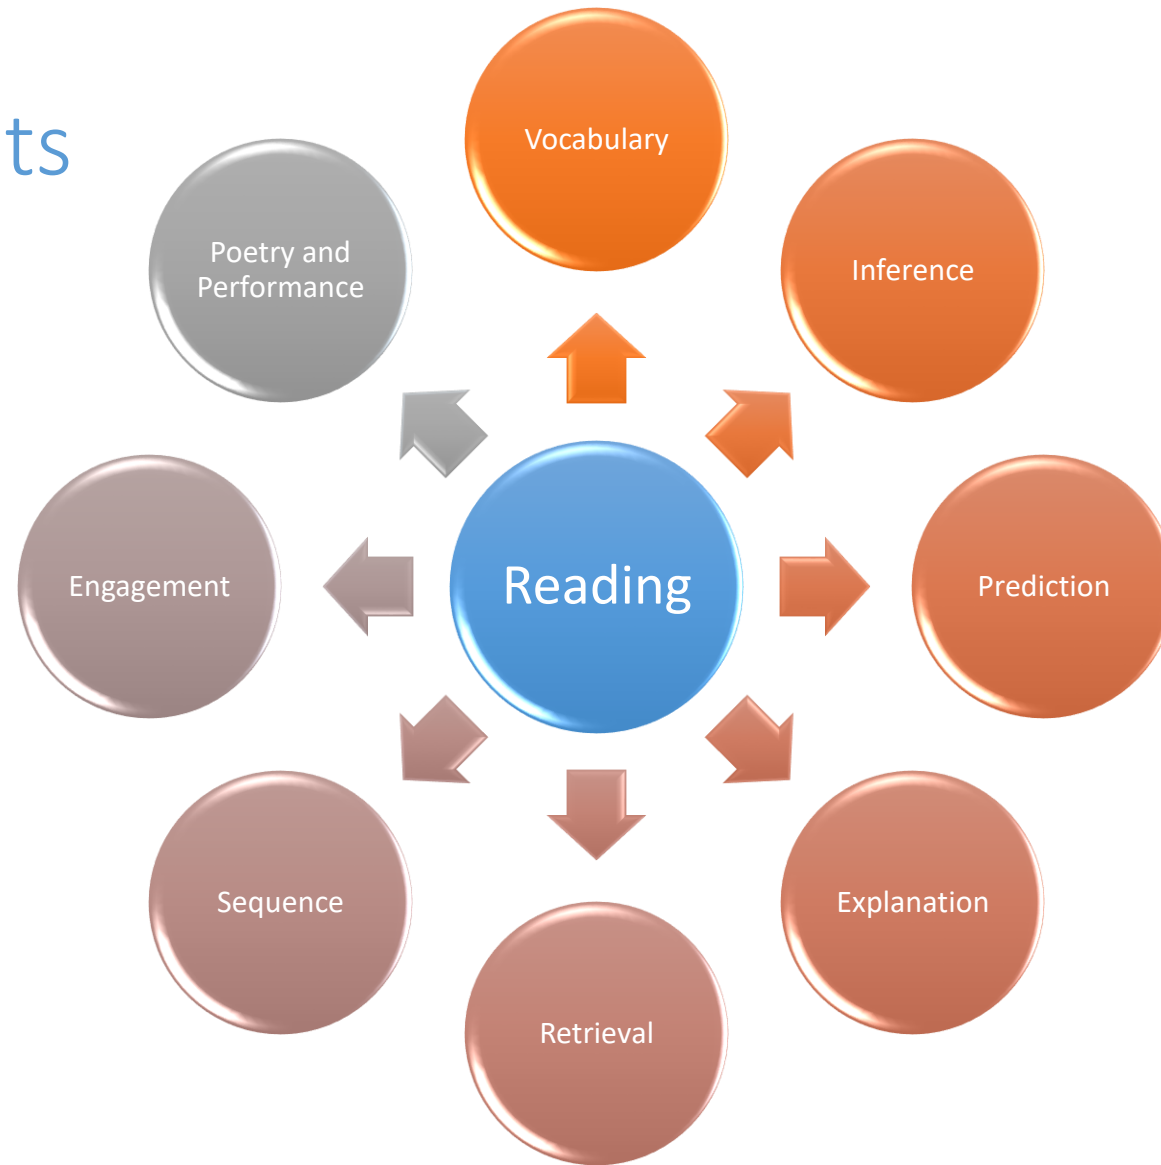 ts
Vocabulary
Inference
Prediction
Explanation
Retrieval
Sequence
Engagement
Poetry and
Performance
Reading